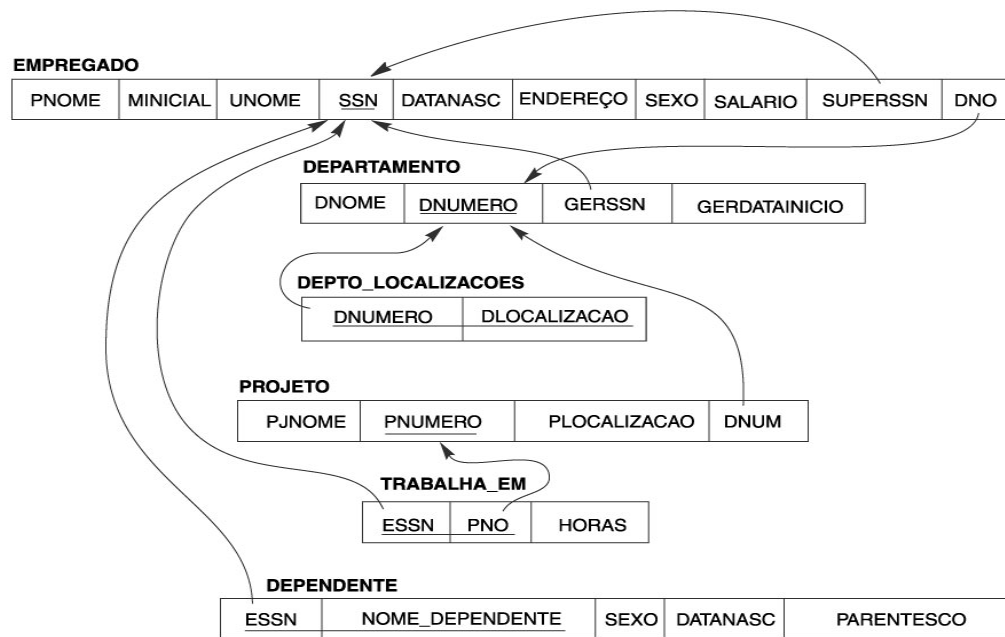 EMPREGADO
PNOME MINICIAL UNOME SSN DATANASC ENDEREÇO SEXO SALARIO SUPERSSN DNO
DEPARTAMENTO
DNOME DNUMERO GERSSN GERDATAINICIO
DEPTO_LOCALIZACOES
DNUMERO DLOCALIZACAO
PROJETO
PJNOME PNUMERO PLOCALIZACAO DNUM
TRABALHA_EM
ESSN PNO HORAS
DEPENDENTE
ESSN NOME_DEPENDENTE SEXO DATANASC PARENTESCO